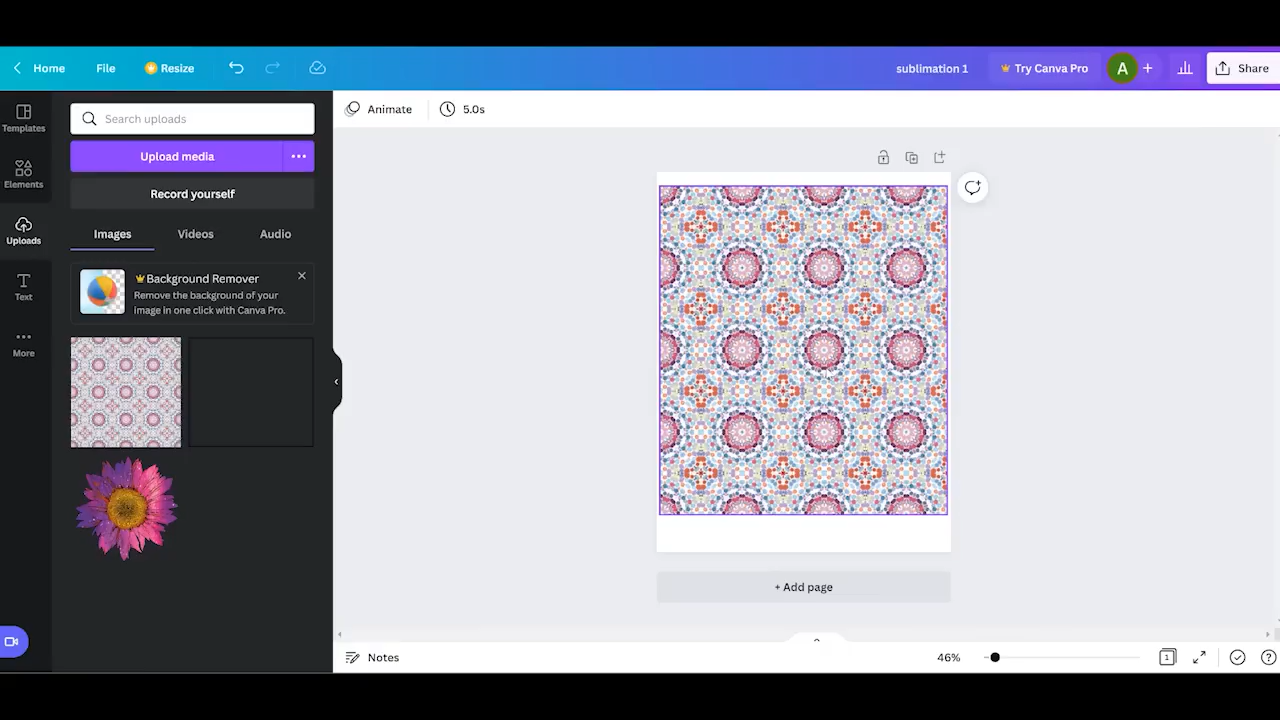 Home
File
Resize
sublimation 1
Try Canva Pro
A
Share
Templates
Elements
Uploads
Text
More
Search uploads
Upload media
Record yourself
Images
Videos
Audio
Background Remover
Remove the background of your
image in one click with Canva Pro.
Animate
5.0s
+ Add page
Notes
46%
1
?